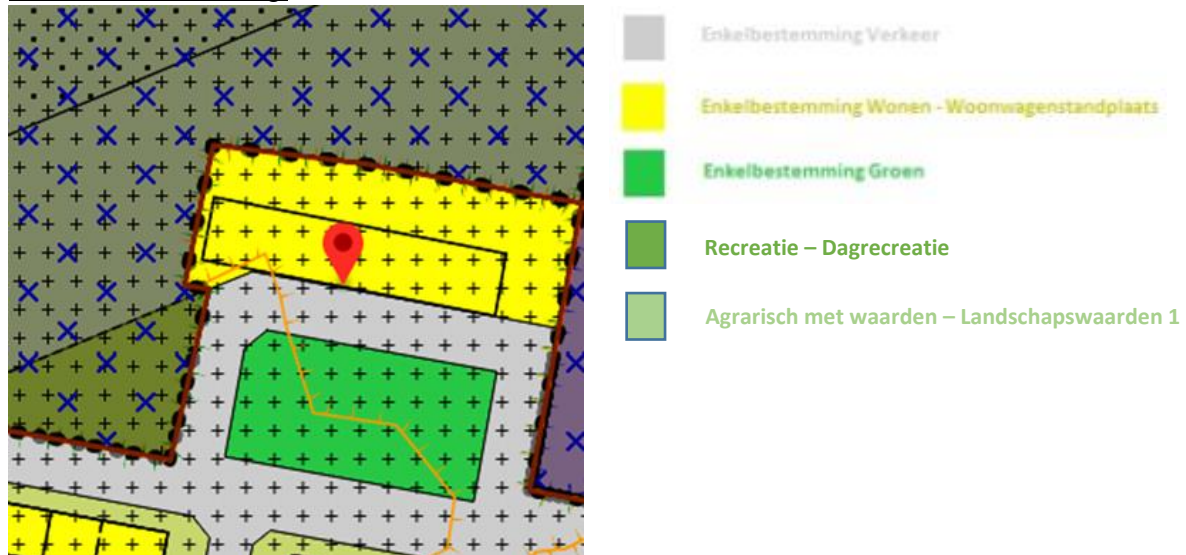 Enkelbestemming Verkeer
Enkelbestemming Wonen - Woonwagenstandplaats
Enkelbestemming Groen
Recreatie – Dagrecreatie
Agrarisch met waarden – Landschapswaarden 1